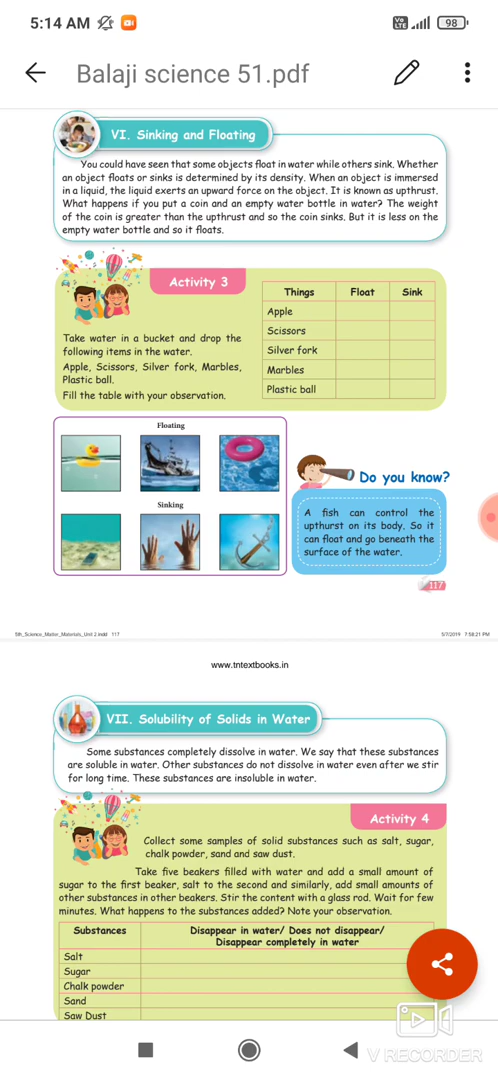 5:14 AM
Vo LTE 98
Balaji science 51.pdf
VI. Sinking and Floating
You could have seen that some objects float in water while others sink. Whether
an object floats or sinks is determined by its density. When an object is immersed
in a liquid, the liquid exerts an upward force on the object. It is known as upthrust.
What happens if you put a coin and an empty water bottle in water? The weight
of the coin is greater than the upthrust and so the coin sinks. But it is less on the
empty water bottle and so it floats.
Activity 3
Take water in a bucket and drop the
following items in the water.
Apple, Scissors, Silver fork, Marbles,
Plastic ball.
Fill the table with your observation.
Things Float Sink
Apple
Scissors
Silver fork
Marbles
Plastic ball
Floating
Sinking
Do you know?
A fish can control the
upthurst on its body. So it
can float and go beneath the
surface of the water.
117
5th_Science_Matter_Materials_Unit 2.indd 117 5/7/2019 7:58:21 PM
www.tntextbooks.in
VII. Solubility of Solids in Water
Some substances completely dissolve in water. We say that these substances
are soluble in water. Other substances do not dissolve in water even after we stir
for long time. These substances are insoluble in water.
Activity 4
Collect some samples of solid substances such as salt, sugar,
chalk powder, sand and saw dust.
Take five beakers filled with water and add a small amount of
sugar to the first beaker, salt to the second and similarly, add small amounts of
other substances in other beakers. Stir the content with a glass rod. Wait for few
minutes. What happens to the substances added? Note your observation.
Substances Disappear in water/ Does not disappear/
Disappear completely in water
Salt
Sugar
Chalk powder
Sand
Saw Dust
V RECORDER